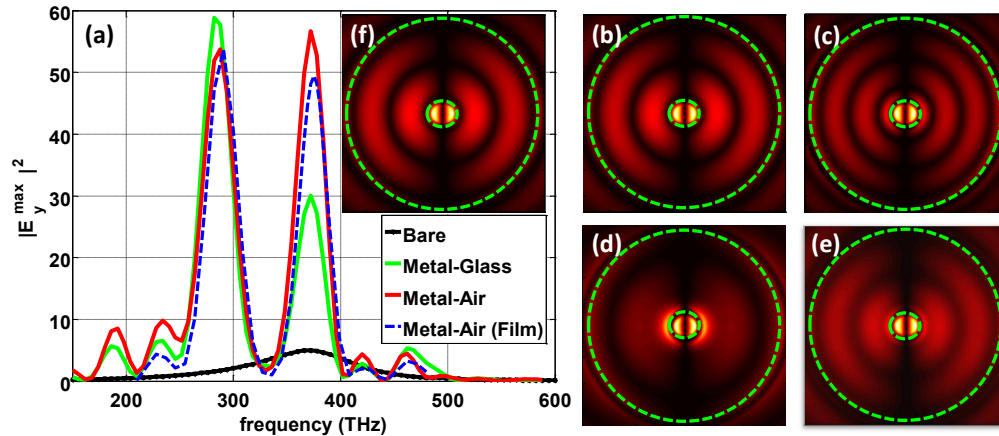 (a)
(f)
(b)
(c)
(d)
(e)
60
50
40
30
20
10
0
|E_y^max|^2
Bare
Metal-Glass
Metal-Air
Metal-Air (Film)
200
300
400
500
600
frequency (THz)